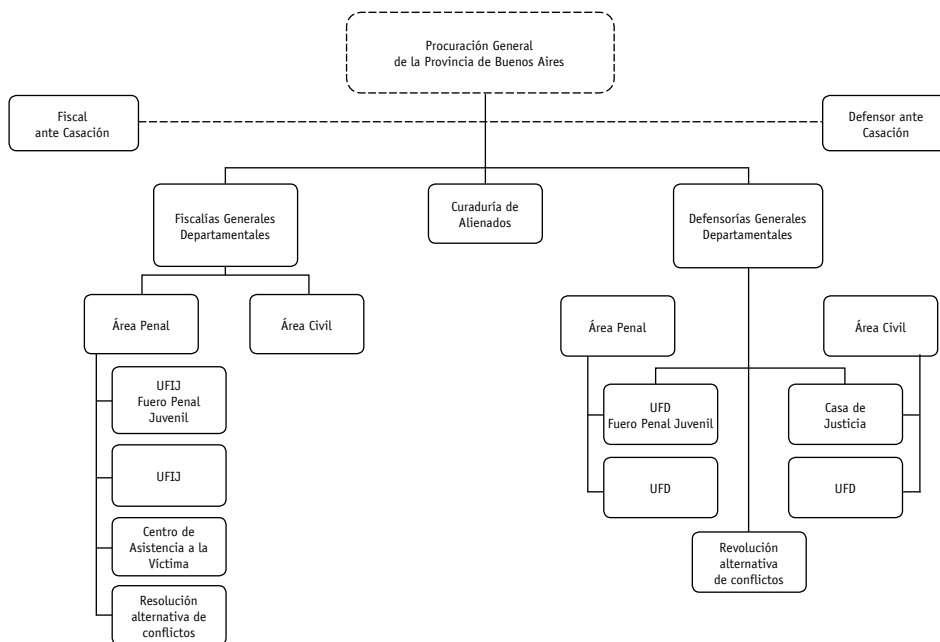 Procuración General
de la Provincia de Buenos Aires
Fiscal
ante Casación
Defensor ante
Casación
Fiscalías Generales
Departamentales
Curaduría de
Alienados
Defensorías Generales
Departamentales
Área Penal
Área Civil
Área Penal
Área Civil
UFIJ
Fuero Penal
Juvenil
UFD
Fuero Penal Juvenil
Casa de
Justicia
UFIJ
UFD
UFD
Centro de
Asistencia a la
Víctima
Revolución
alternativa
de conflictos
Resolución
alternativa de
conflictos